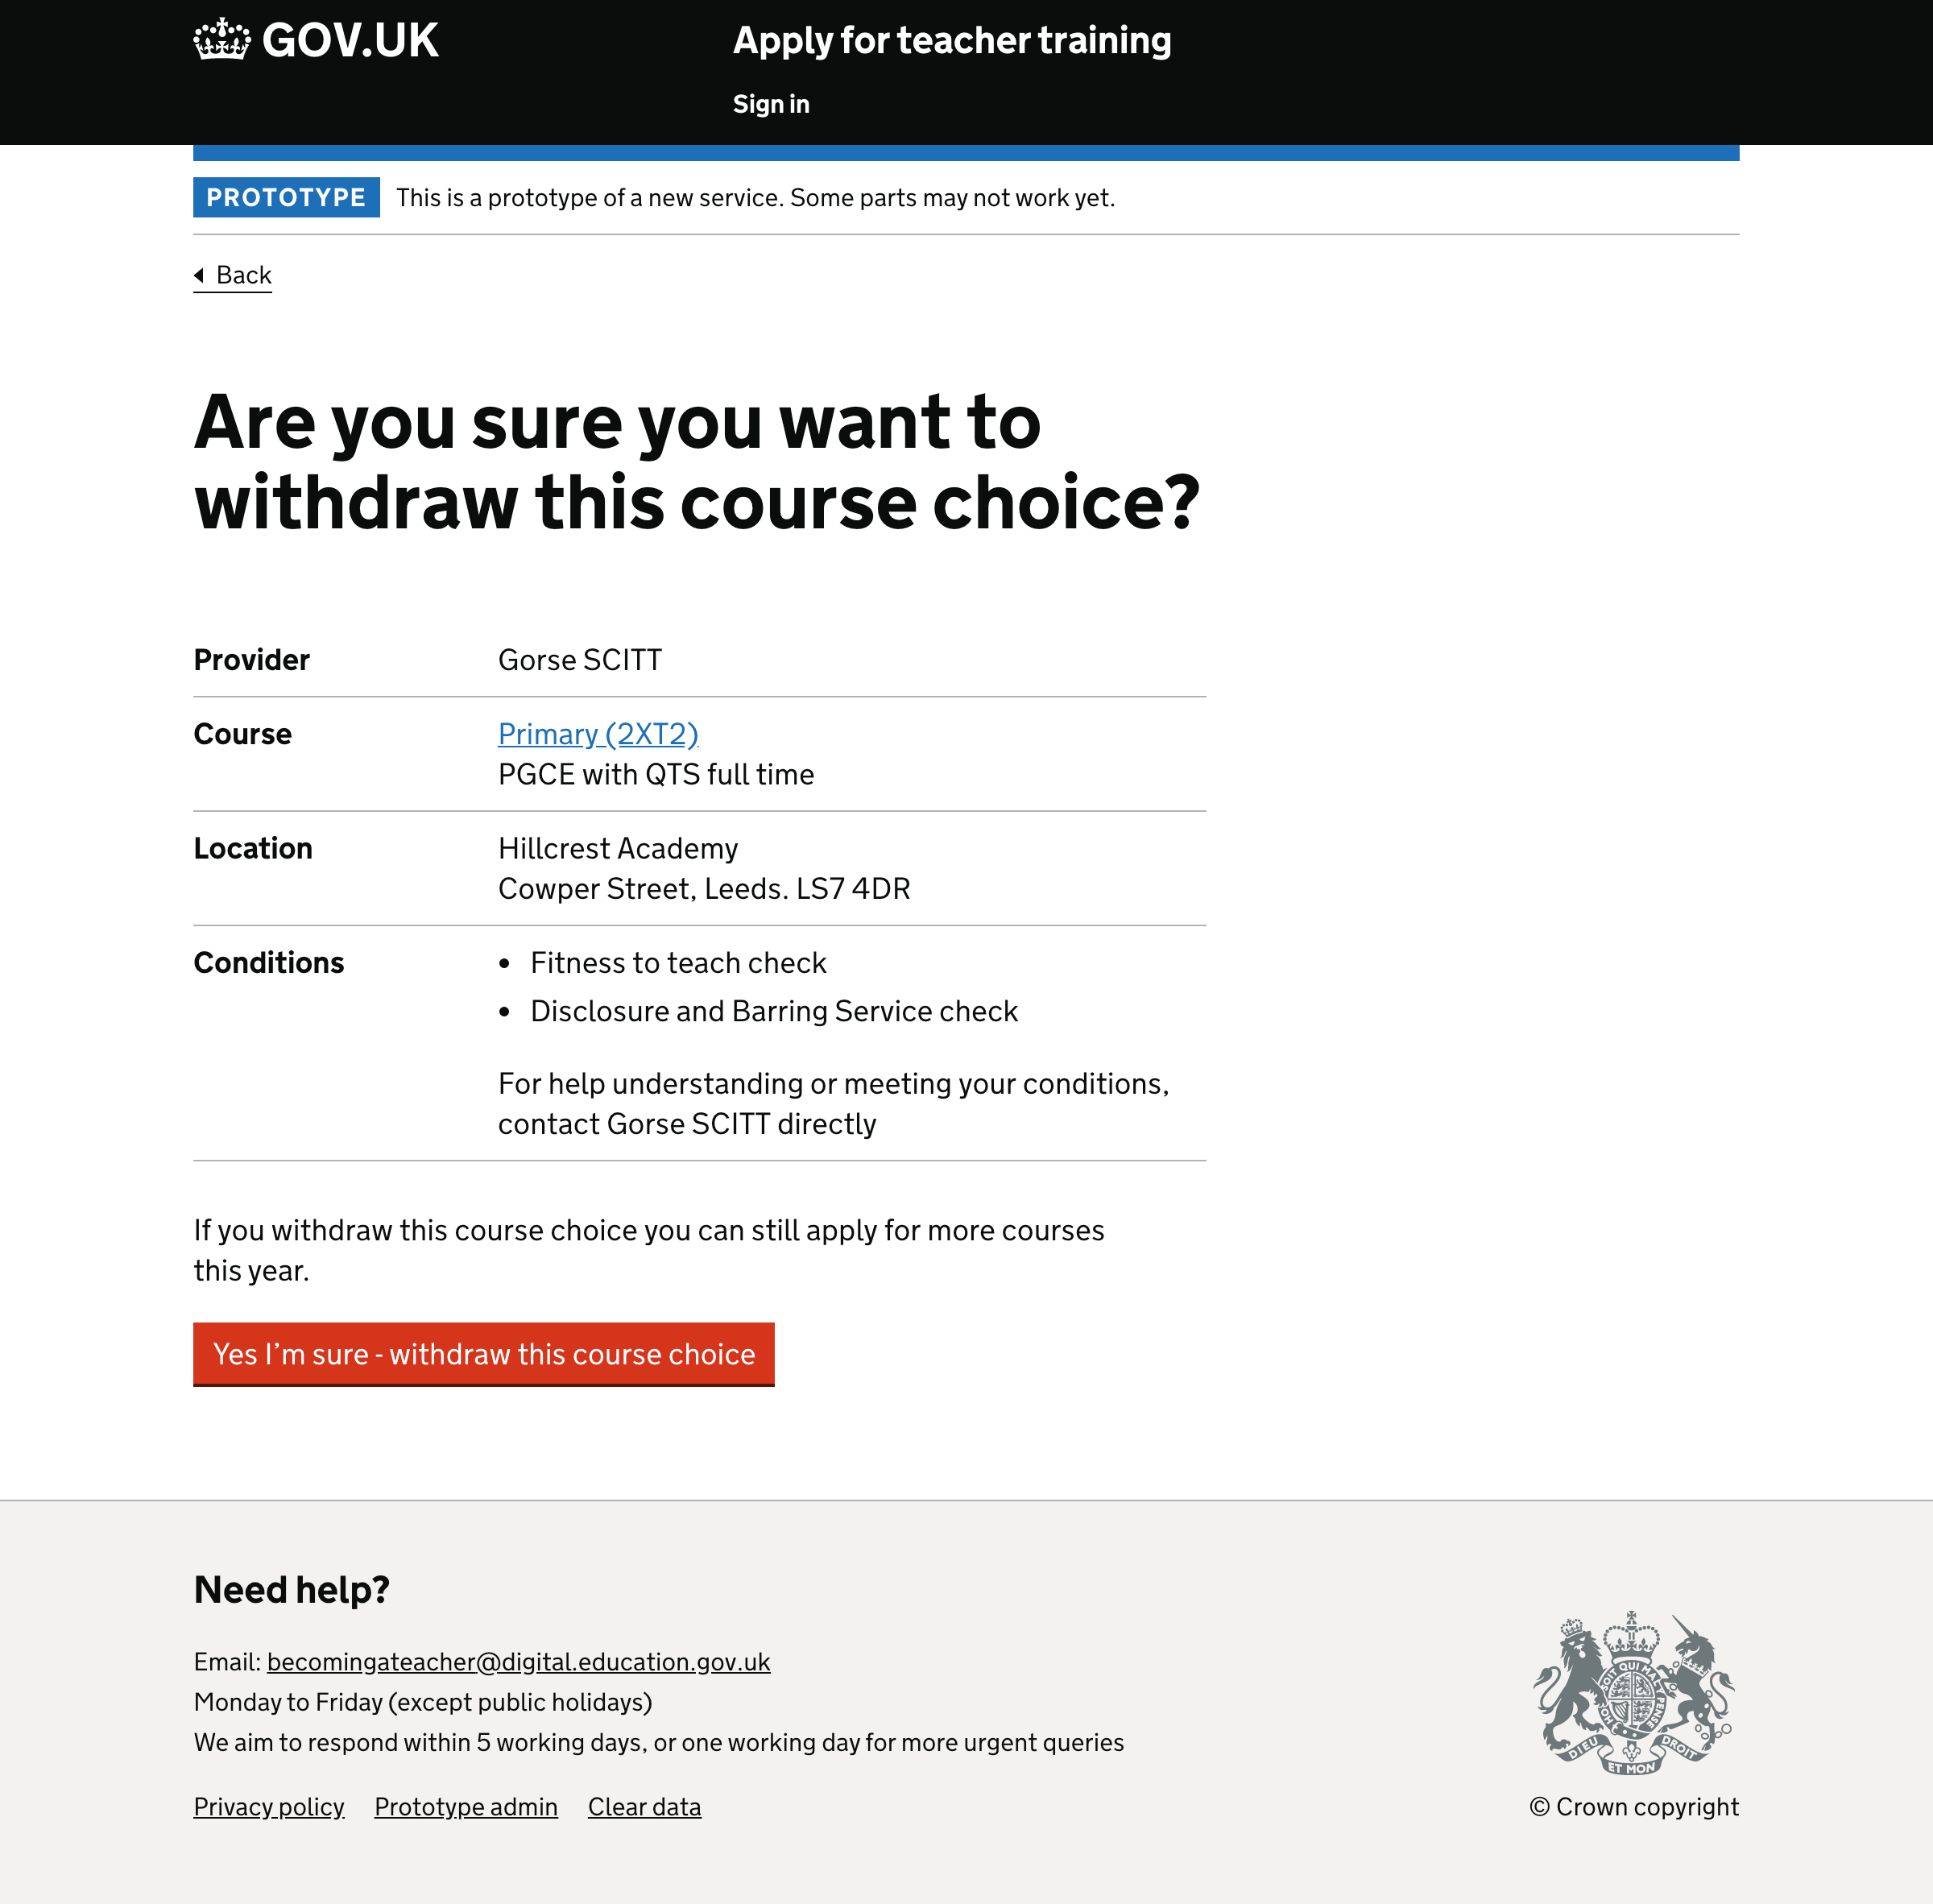 GOV.UK
Apply for teacher training
Sign in
PROTOTYPE This is a prototype of a new service. Some parts may not work yet.
Back
Are you sure you want to
withdraw this course choice?
Provider Gorse SCITT
Course Primary (2XT2)
PGCE with QTS full time
Location Hillcrest Academy
Cowper Street, Leeds. LS7 4DR
Conditions • Fitness to teach check
• Disclosure and Barring Service check
For help understanding or meeting your conditions,
contact Gorse SCITT directly
If you withdraw this course choice you can still apply for more courses
this year.
Yes I’m sure - withdraw this course choice
Need help?
Email: becomingateacher@digital.education.gov.uk
Monday to Friday (except public holidays)
We aim to respond within 5 working days, or one working day for more urgent queries
Privacy policy Prototype admin Clear data
DIEU ET MON DROIT
© Crown copyright